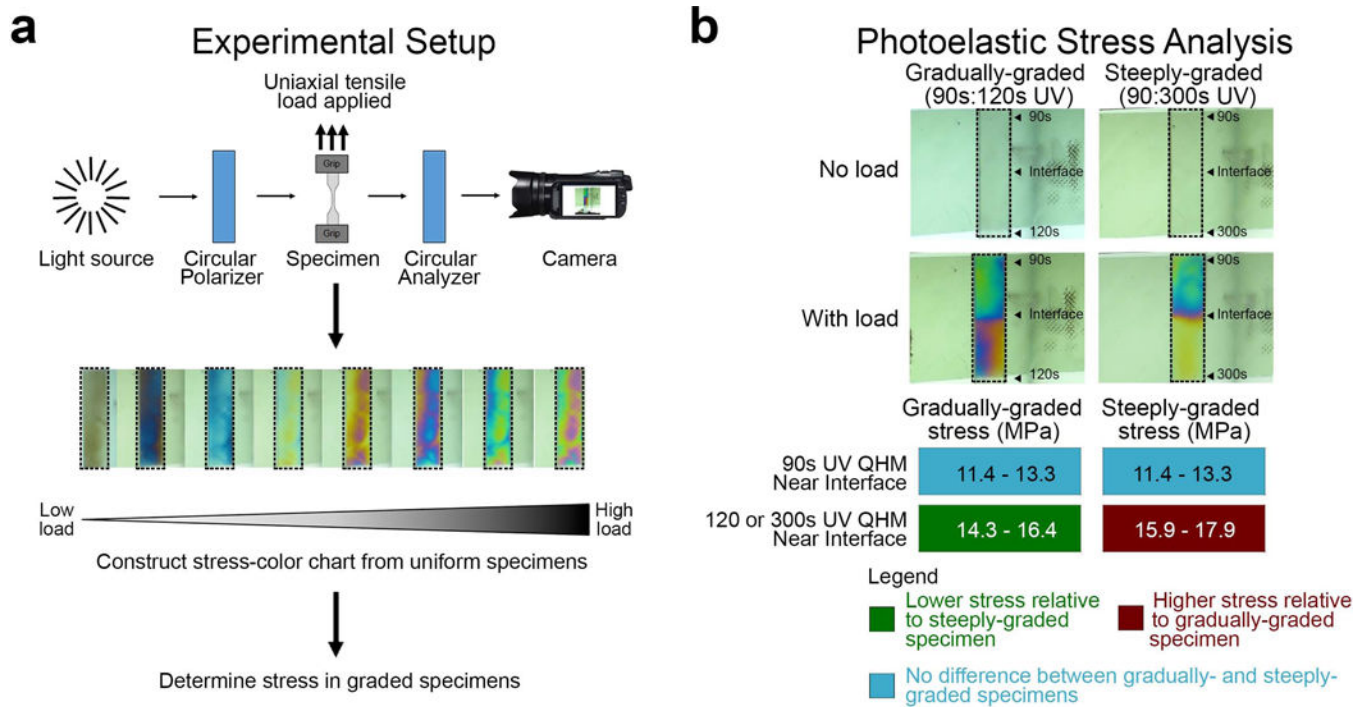 a
Experimental Setup
Uniaxial tensile
load applied
Grip
Grip
Light source
Circular
Polarizer
Specimen
Circular
Analyzer
Camera
Low
load
High
load
Construct stress-color chart from uniform specimens
Determine stress in graded specimens
b
Photoelastic Stress Analysis
Gradually-graded
(90s:120s UV)
Steeply-graded
(90:300s UV)
No load
90s
Interface
120s
90s
Interface
300s
With load
90s
Interface
120s
90s
Interface
300s
Gradually-graded
stress (MPa)
Steeply-graded
stress (MPa)
90s UV QHM
Near Interface
11.4 - 13.3
11.4 - 13.3
120 or 300s UV QHM
Near Interface
14.3 - 16.4
15.9 - 17.9
Legend
Lower stress relative
to steeply-graded
specimen
Higher stress relative
to gradually-graded
specimen
No difference between gradually- and steeply-
graded specimens